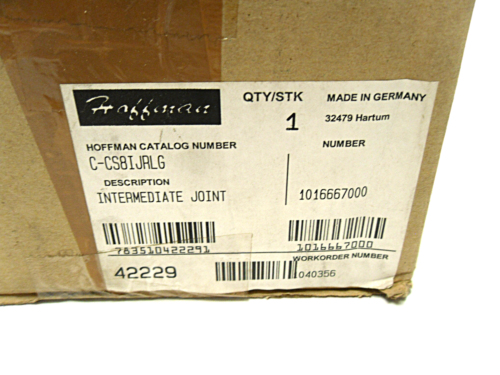 Hoffman
QTY/STK
1
MADE IN GERMANY
32479 Hartum
HOFFMAN CATALOG NUMBER
C-CS8IJRLG
NUMBER
DESCRIPTION
INTERMEDIATE JOINT
1016667000
783510422291
1016667000
42229
WORKORDER NUMBER
040356